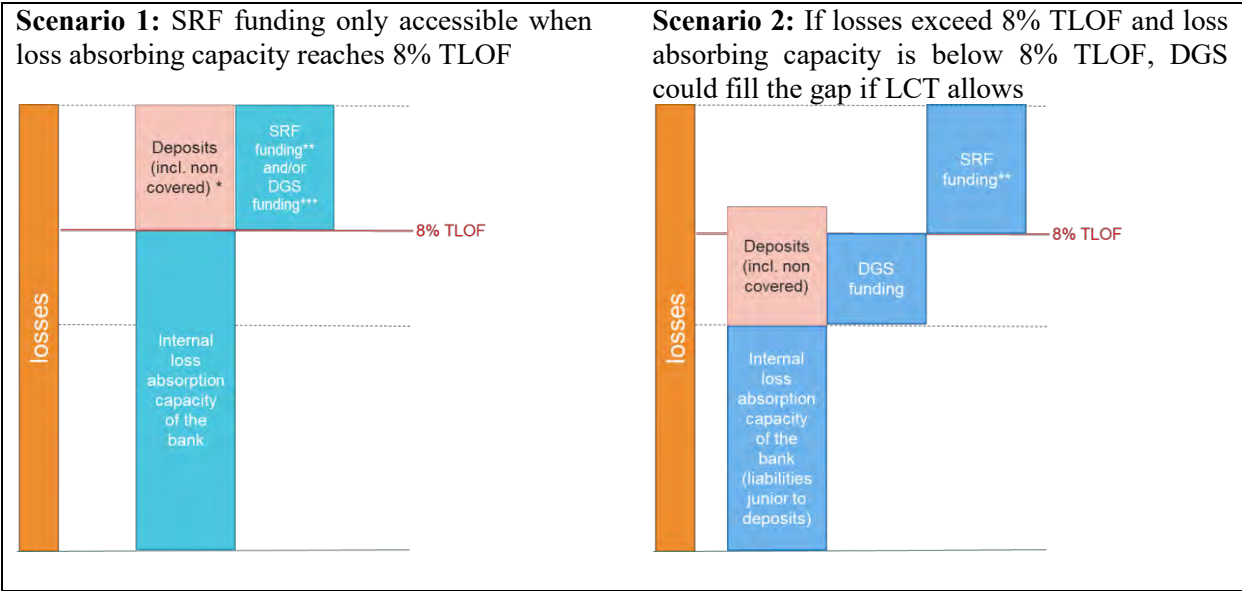 Scenario 1: SRF funding only accessible when
loss absorbing capacity reaches 8% TLOF
losses
Deposits
(incl. non
covered) *
SRF
funding**
and/or
DGS
funding***
8% TLOF
Internal
loss
absorption
capacity
of the
bank
Scenario 2: If losses exceed 8% TLOF and loss
absorbing capacity is below 8% TLOF, DGS
could fill the gap if LCT allows
losses
SRF
funding**
8% TLOF
Deposits
(incl. non
covered)
DGS
funding
Internal
loss
absorption
capacity
of the
bank
(liabilities
junior to
deposits)